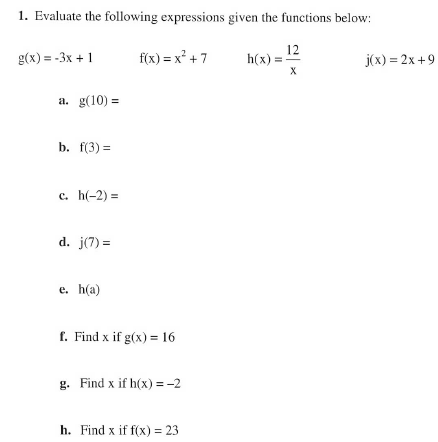 1. Evaluate the following expressions given the functions below:
g(x) = -3x + 1 f(x) = x² + 7 h(x) = 12/x j(x) = 2x + 9
a. g(10) =
b. f(3) =
c. h(–2) =
d. j(7) =
e. h(a)
f. Find x if g(x) = 16
g. Find x if h(x) = –2
h. Find x if f(x) = 23